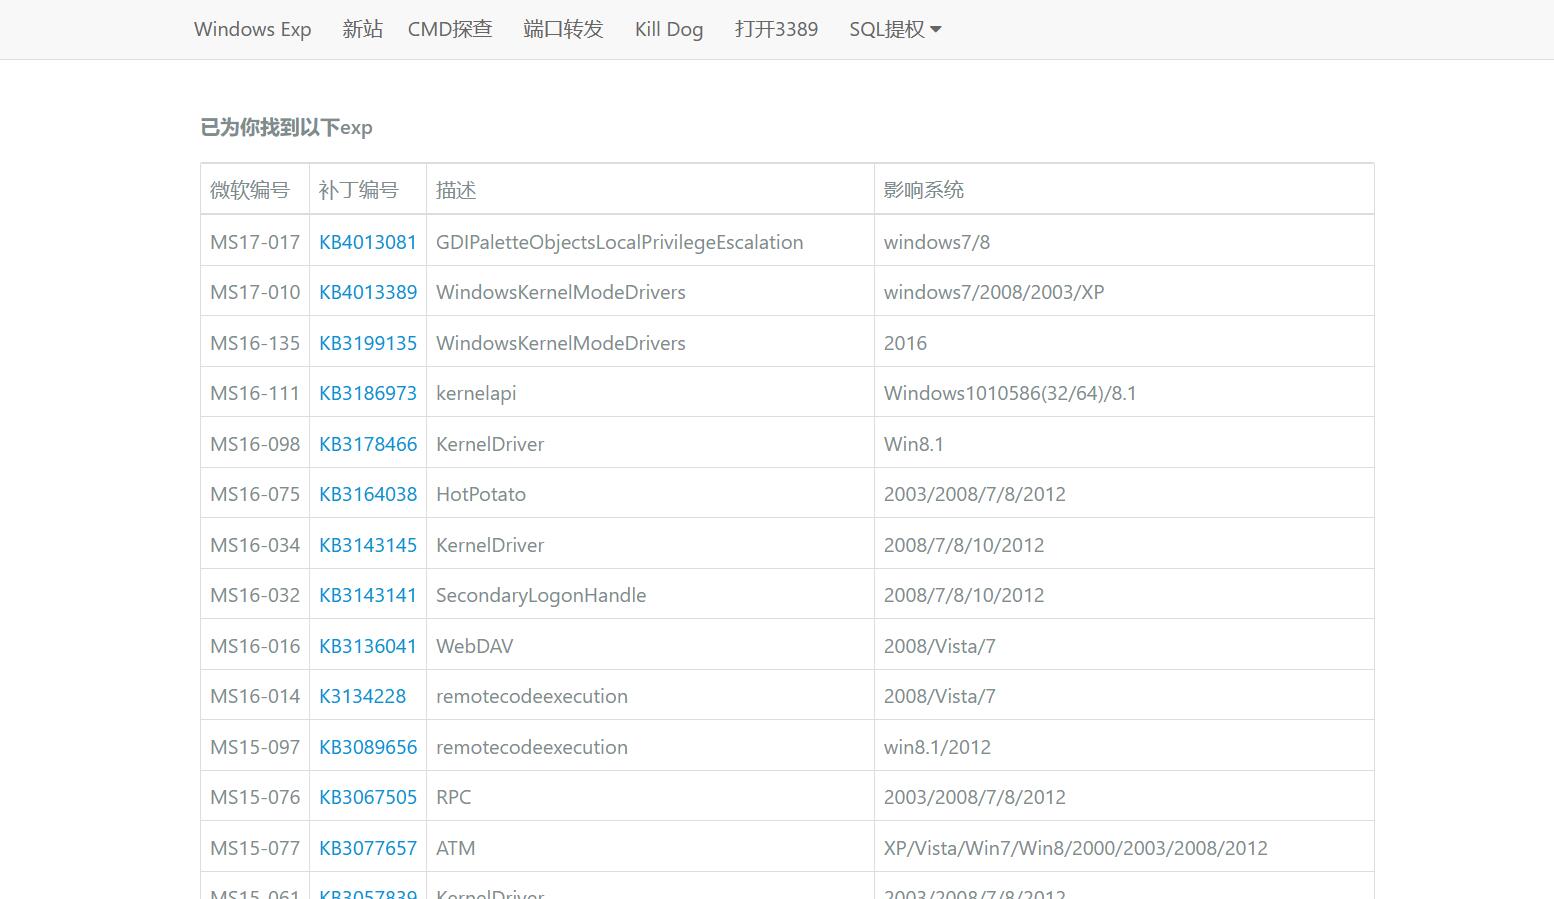 Windows Exp 新站 CMD探查 端口转发 Kill Dog 打开3389 SQL提权
已为你找到以下exp
微软编号 补丁编号 描述 影响系统
MS17-017 KB4013081 GDIPaletteObjectsLocalPrivilegeEscalation windows7/8
MS17-010 KB4013389 WindowsKernelModeDrivers windows7/2008/2003/XP
MS16-135 KB3199135 WindowsKernelModeDrivers 2016
MS16-111 KB3186973 kernelapi Windows1010586(32/64)/8.1
MS16-098 KB3178466 KernelDriver Win8.1
MS16-075 KB3164038 HotPotato 2003/2008/7/8/2012
MS16-034 KB3143145 KernelDriver 2008/7/8/10/2012
MS16-032 KB3143141 SecondaryLogonHandle 2008/7/8/10/2012
MS16-016 KB3136041 WebDAV 2008/Vista/7
MS16-014 K3134228 remotecodeexecution 2008/Vista/7
MS15-097 KB3089656 remotecodeexecution win8.1/2012
MS15-076 KB3067505 RPC 2003/2008/7/8/2012
MS15-077 KB3077657 ATM XP/Vista/Win7/Win8/2000/2003/2008/2012
MS15-061 KB3057839 KernelDriver 2003/2008/7/8/2012